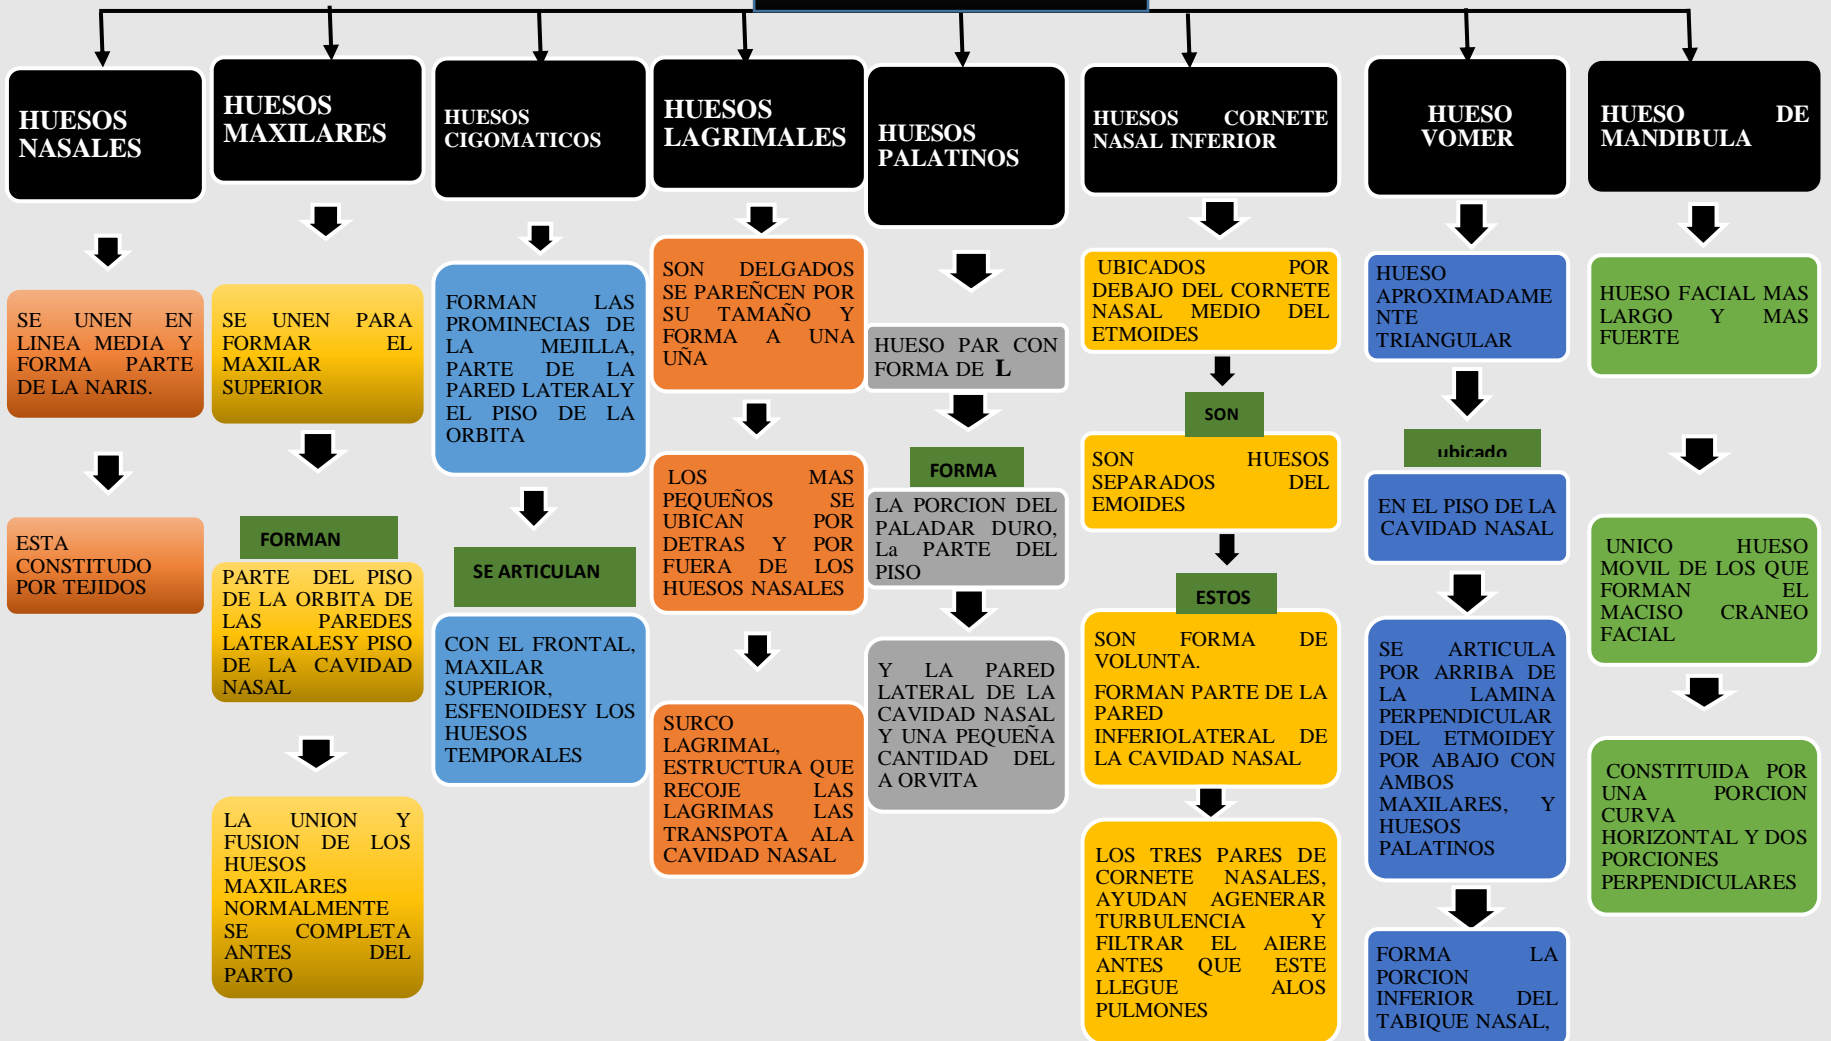 HUESOS
NASALES
SE UNEN EN
LINEA MEDIA Y
FORMA PARTE
DE LA NARIS.
ESTA
CONSTITUDO
POR TEJIDOS
HUESOS
MAXILARES
SE UNEN PARA
FORMAR EL
MAXILAR
SUPERIOR
FORMAN
PARTE DEL PISO
DE LA ORBITA DE
LAS PAREDES
LATERALESY PISO
DE LA CAVIDAD
NASAL
LA UNION Y
FUSION DE LOS
HUESOS
MAXILARES
NORMALMENTE
SE COMPLETA
ANTES DEL
PARTO
HUESOS
CIGOMATICOS
FORMAN LAS
PROMINECIAS DE
LA MEJILLA,
PARTE DE LA
PARED LATERALY
EL PISO DE LA
ORBITA
SE ARTICULAN
CON EL FRONTAL,
MAXILAR
SUPERIOR,
ESFENOIDESY LOS
HUESOS
TEMPORALES
HUESOS
LAGRIMALES
SON DELGADOS
SE PAREÑCEN POR
SU TAMAÑO Y
FORMA A UNA
UÑA
LOS MAS
PEQUEÑOS SE
UBICAN POR
DETRAS Y POR
FUERA DE LOS
HUESOS NASALES
SURCO
LAGRIMAL,
ESTRUCTURA QUE
RECOJE LAS
LAGRIMAS LAS
TRANSPOTA ALA
CAVIDAD NASAL
HUESOS
PALATINOS
HUESO PAR CON
FORMA DE L
FORMA
LA PORCION DEL
PALADAR DURO,
La PARTE DEL
PISO
Y LA PARED
LATERAL DE LA
CAVIDAD NASAL
Y UNA PEQUEÑA
CANTIDAD DEL
A ORVITA
HUESOS CORNETE
NASAL INFERIOR
UBICADOS POR
DEBAJO DEL CORNETE
NASAL MEDIO DEL
ETMOIDES
SON
SON HUESOS
SEPARADOS DEL
EMOIDES
ESTOS
SON FORMA DE
VOLUNTA.
FORMAN PARTE DE LA
PARED
INFERIOLATERAL DE
LA CAVIDAD NASAL
LOS TRES PARES DE
CORNETE NASALES,
AYUDAN AGENERAR
TURBULENCIA Y
FILTRAR EL AIERE
ANTES QUE ESTE
LLEGUE ALOS
PULMONES
HUESO
VOMER
HUESO
APROXIMADAME
NTE
TRIANGULAR
ubicado
EN EL PISO DE LA
CAVIDAD NASAL
SE ARTICULA
POR ARRIBA DE
LA LAMINA
PERPENDICULAR
DEL ETMOIDEY
POR ABAJO CON
AMBOS
MAXILARES, Y
HUESOS
PALATINOS
FORMA LA
PORCION
INFERIOR DEL
TABIQUE NASAL,
HUESO DE
MANDIBULA
HUESO FACIAL MAS
LARGO Y MAS
FUERTE
UNICO HUESO
MOVIL DE LOS QUE
FORMAN EL
MACISO CRANEO
FACIAL
CONSTITUIDA POR
UNA PORCION
CURVA
HORIZONTAL Y DOS
PORCIONES
PERPENDICULARES